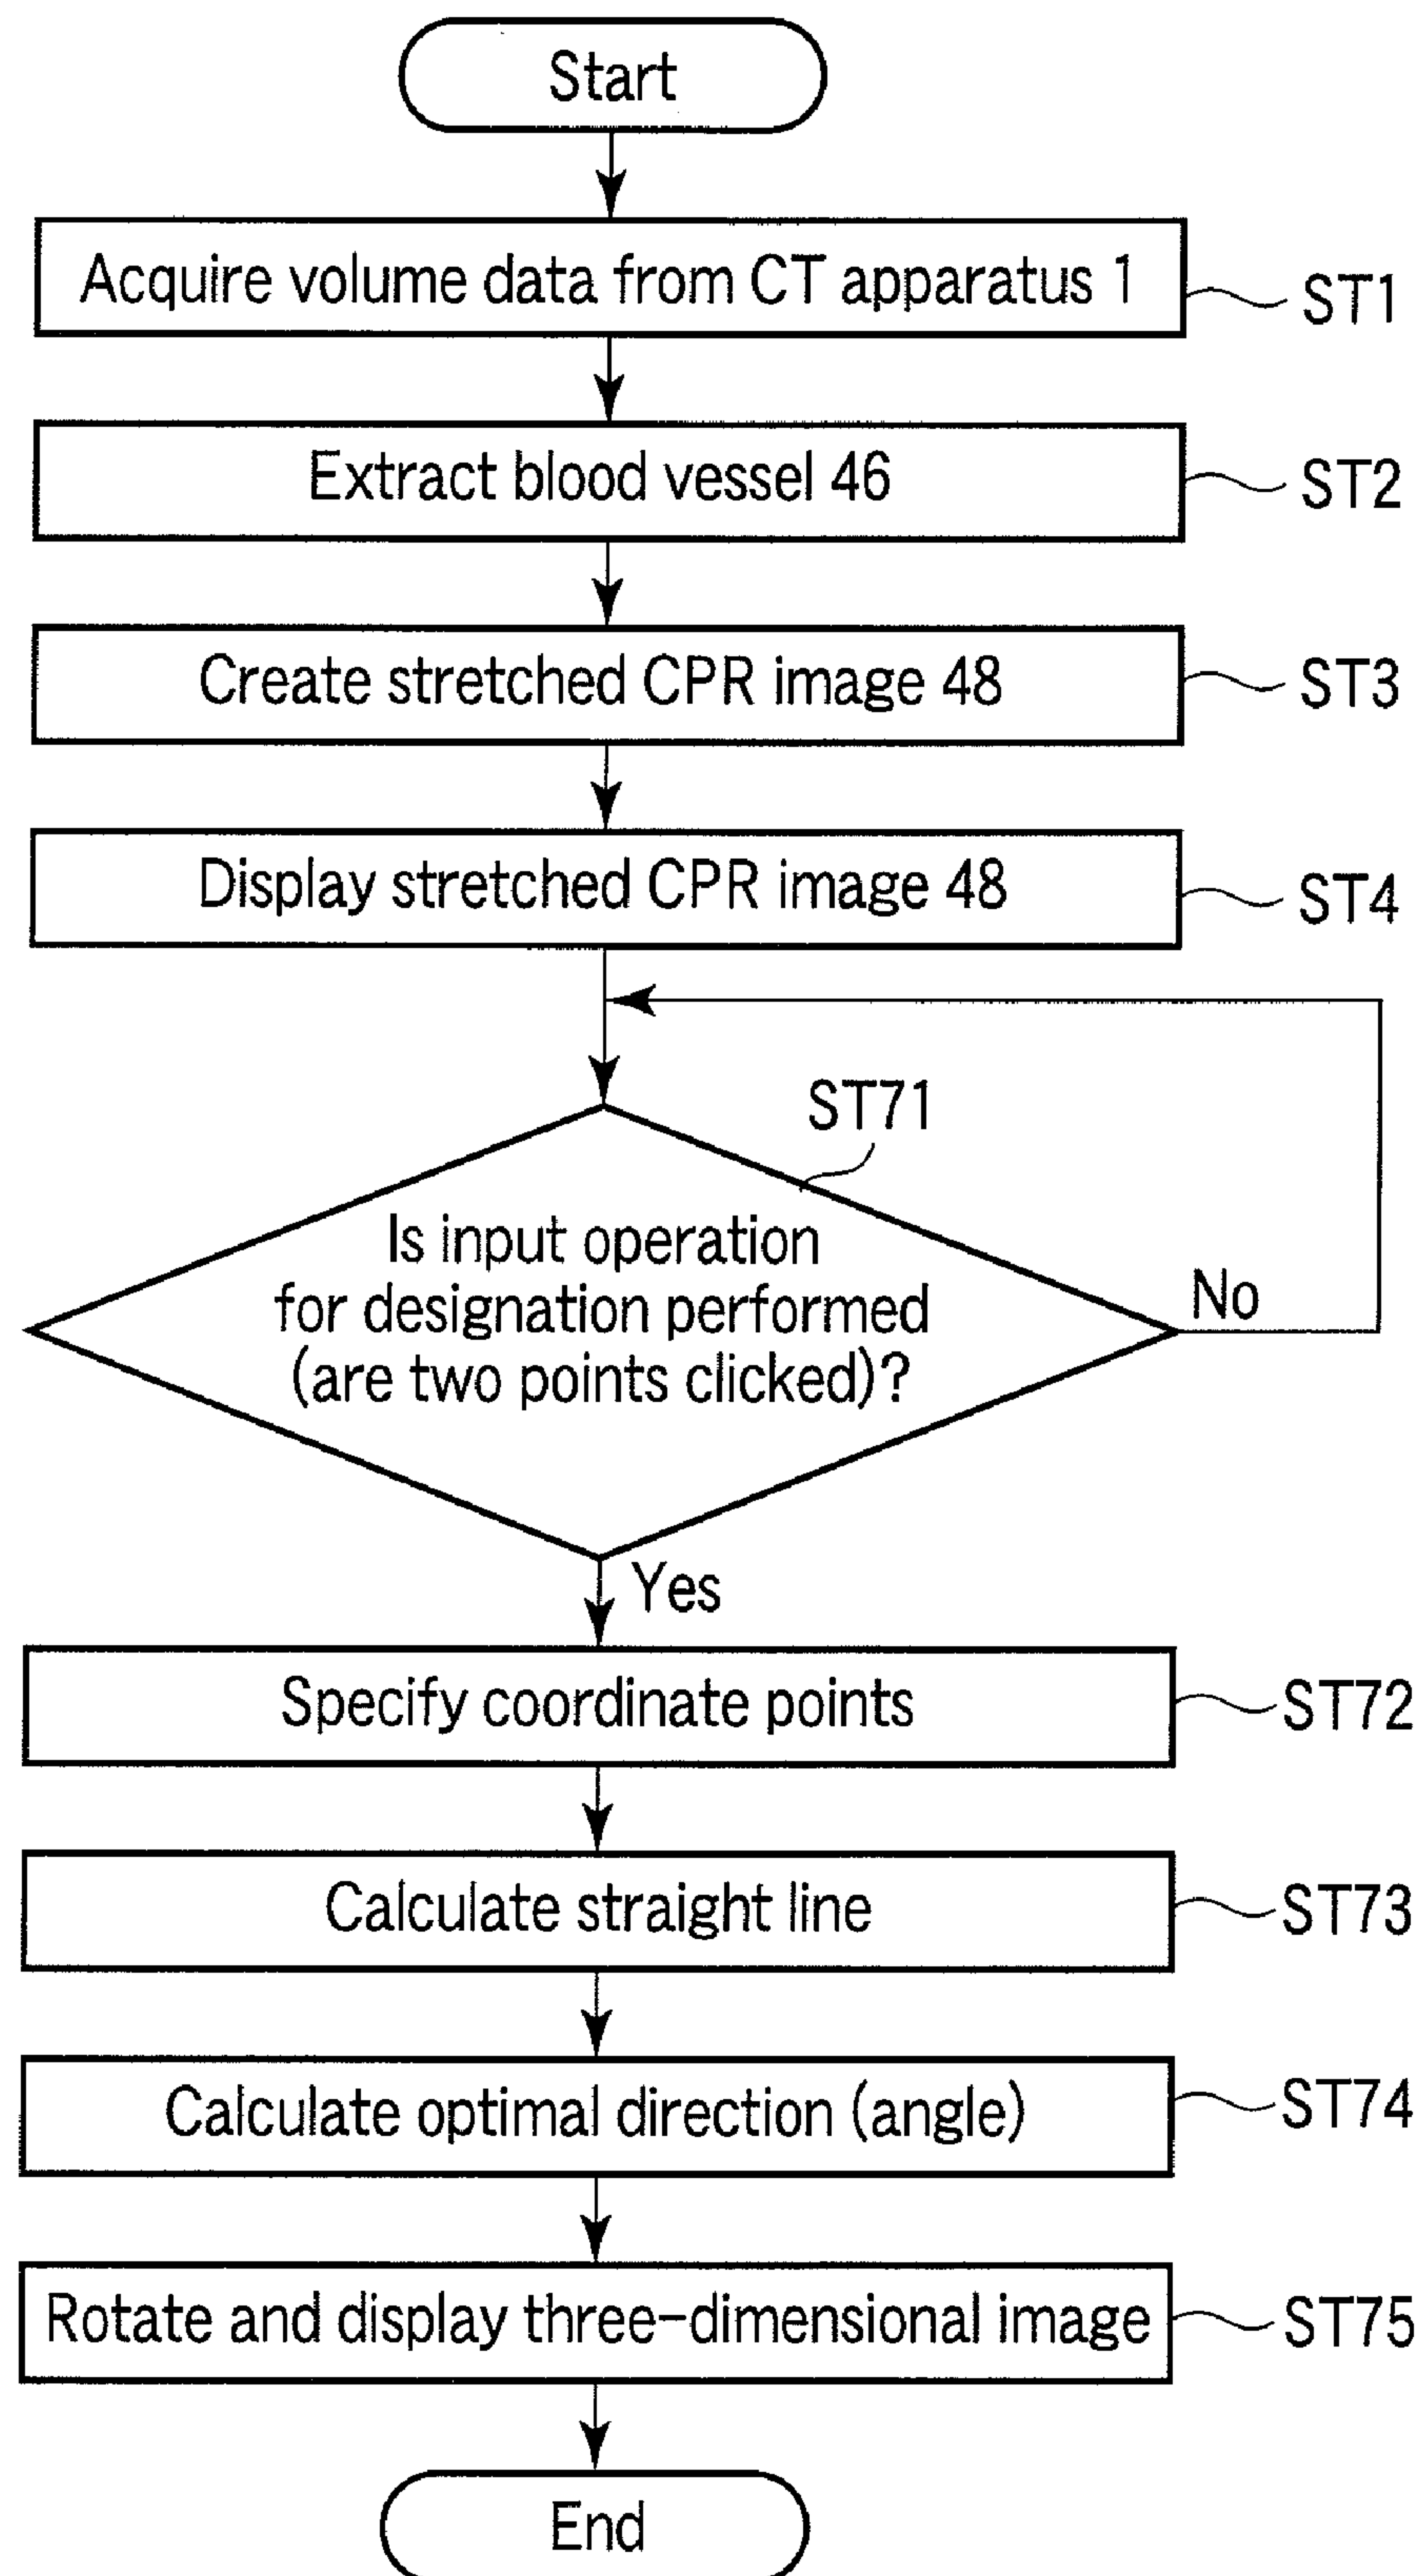 Start
Acquire volume data from CT apparatus 1
ST1
Extract blood vessel 46
ST2
Create stretched CPR image 48
ST3
Display stretched CPR image 48
ST4
ST71
Is input operation
for designation performed
(are two points clicked)?
No
Yes
Specify coordinate points
ST72
Calculate straight line
ST73
Calculate optimal direction (angle)
ST74
Rotate and display three-dimensional image
ST75
End